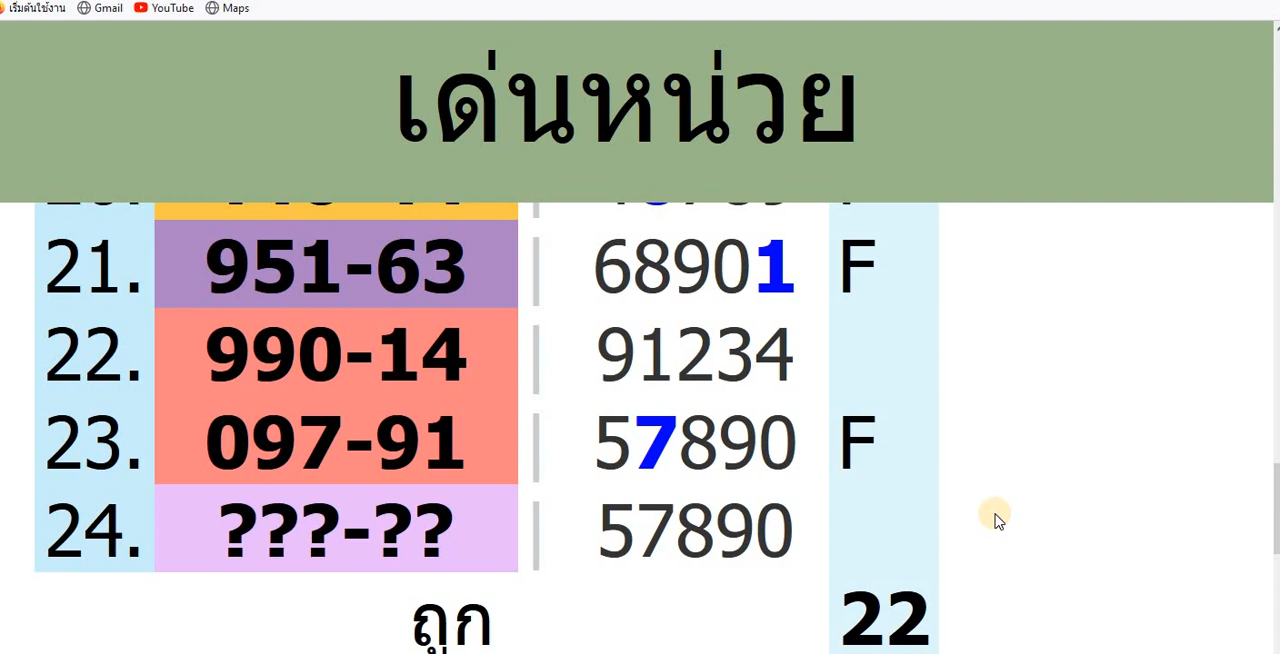 เริ่มต้นใช้งาน Gmail YouTube Maps
เด่นหน่วย
21. 951-63 68901 F
22. 990-14 91234
23. 097-91 57890 F
24. ???-?? 57890
ถูก 22